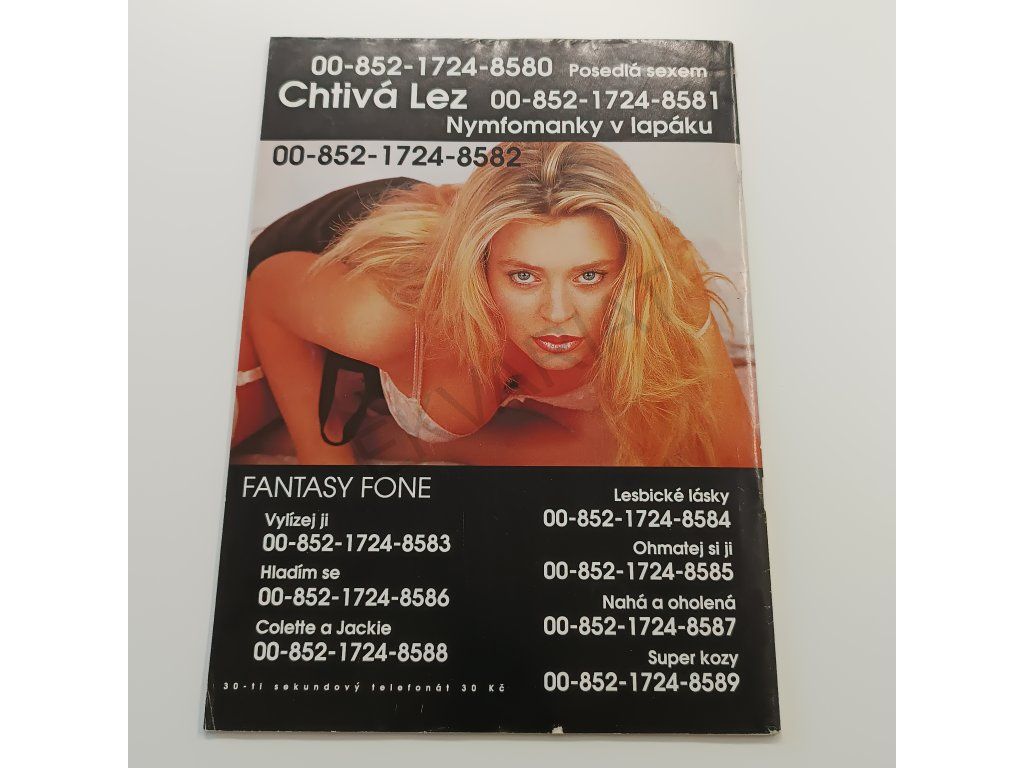 00-852-1724-8580 Posedlá sexem
Chtivá Lez 00-852-1724-8581
Nymfomanky v lapáku
00-852-1724-8582
FANTASY FONE
Vylízej ji
00-852-1724-8583
Hladím se
00-852-1724-8586
Colette a Jackie
00-852-1724-8588
30-ti sekundový telefonát 30 Kč
Lesbické lásky
00-852-1724-8584
Ohmatej si ji
00-852-1724-8585
Nahá a oholená
00-852-1724-8587
Super kozy
00-852-1724-8589